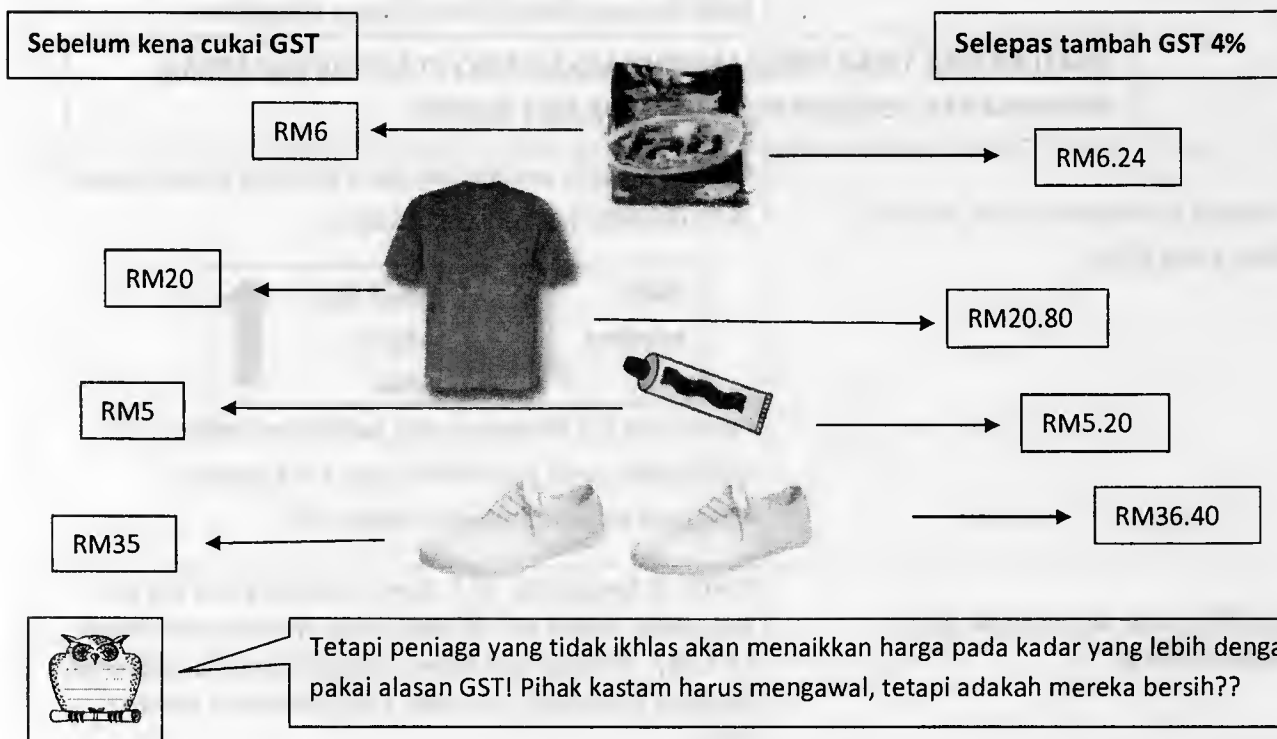 Sebelum kena cukai GST
Selepas tambah GST 4%
RM6
RM6.24
RM20
RM20.80
RM5
RM5.20
RM35
RM36.40
Tetapi peniaga yang tidak ikhlas akan menaikkan harga pada kadar yang lebih denga
pakai alasan GST! Pihak kastam harus mengawal, tetapi adakah mereka bersih??